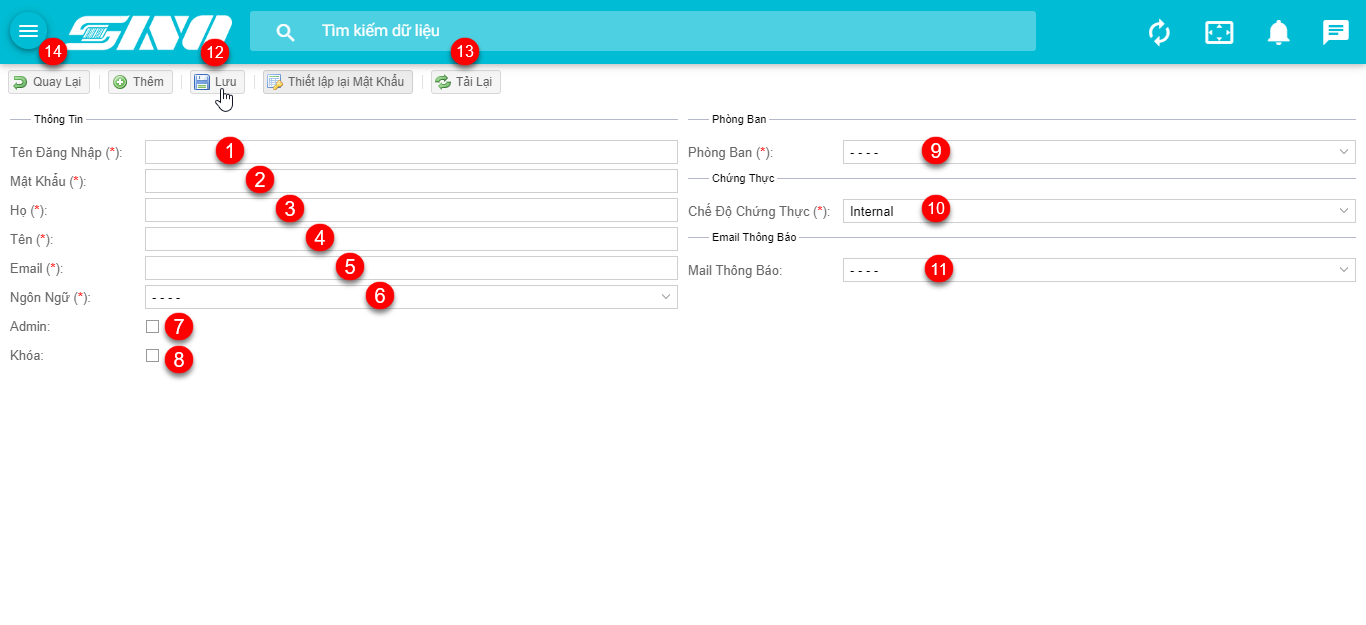 SINO
Tìm kiếm dữ liệu
14
12
13
Quay Lại
Thêm
Lưu
Thiết lập lại Mật Khẩu
Tải Lại
Thông Tin
Tên Đăng Nhập (*): 1
Mật Khẩu (*): 2
Họ (*): 3
Tên (*): 4
Email (*): 5
Ngôn Ngữ (*): - - - - 6
Admin: 7
Khóa: 8
Phòng Ban
Phòng Ban (*): - - - - 9
Chứng Thực
Chế Độ Chứng Thực (*): Internal 10
Email Thông Báo
Mail Thông Báo: - - - - 11